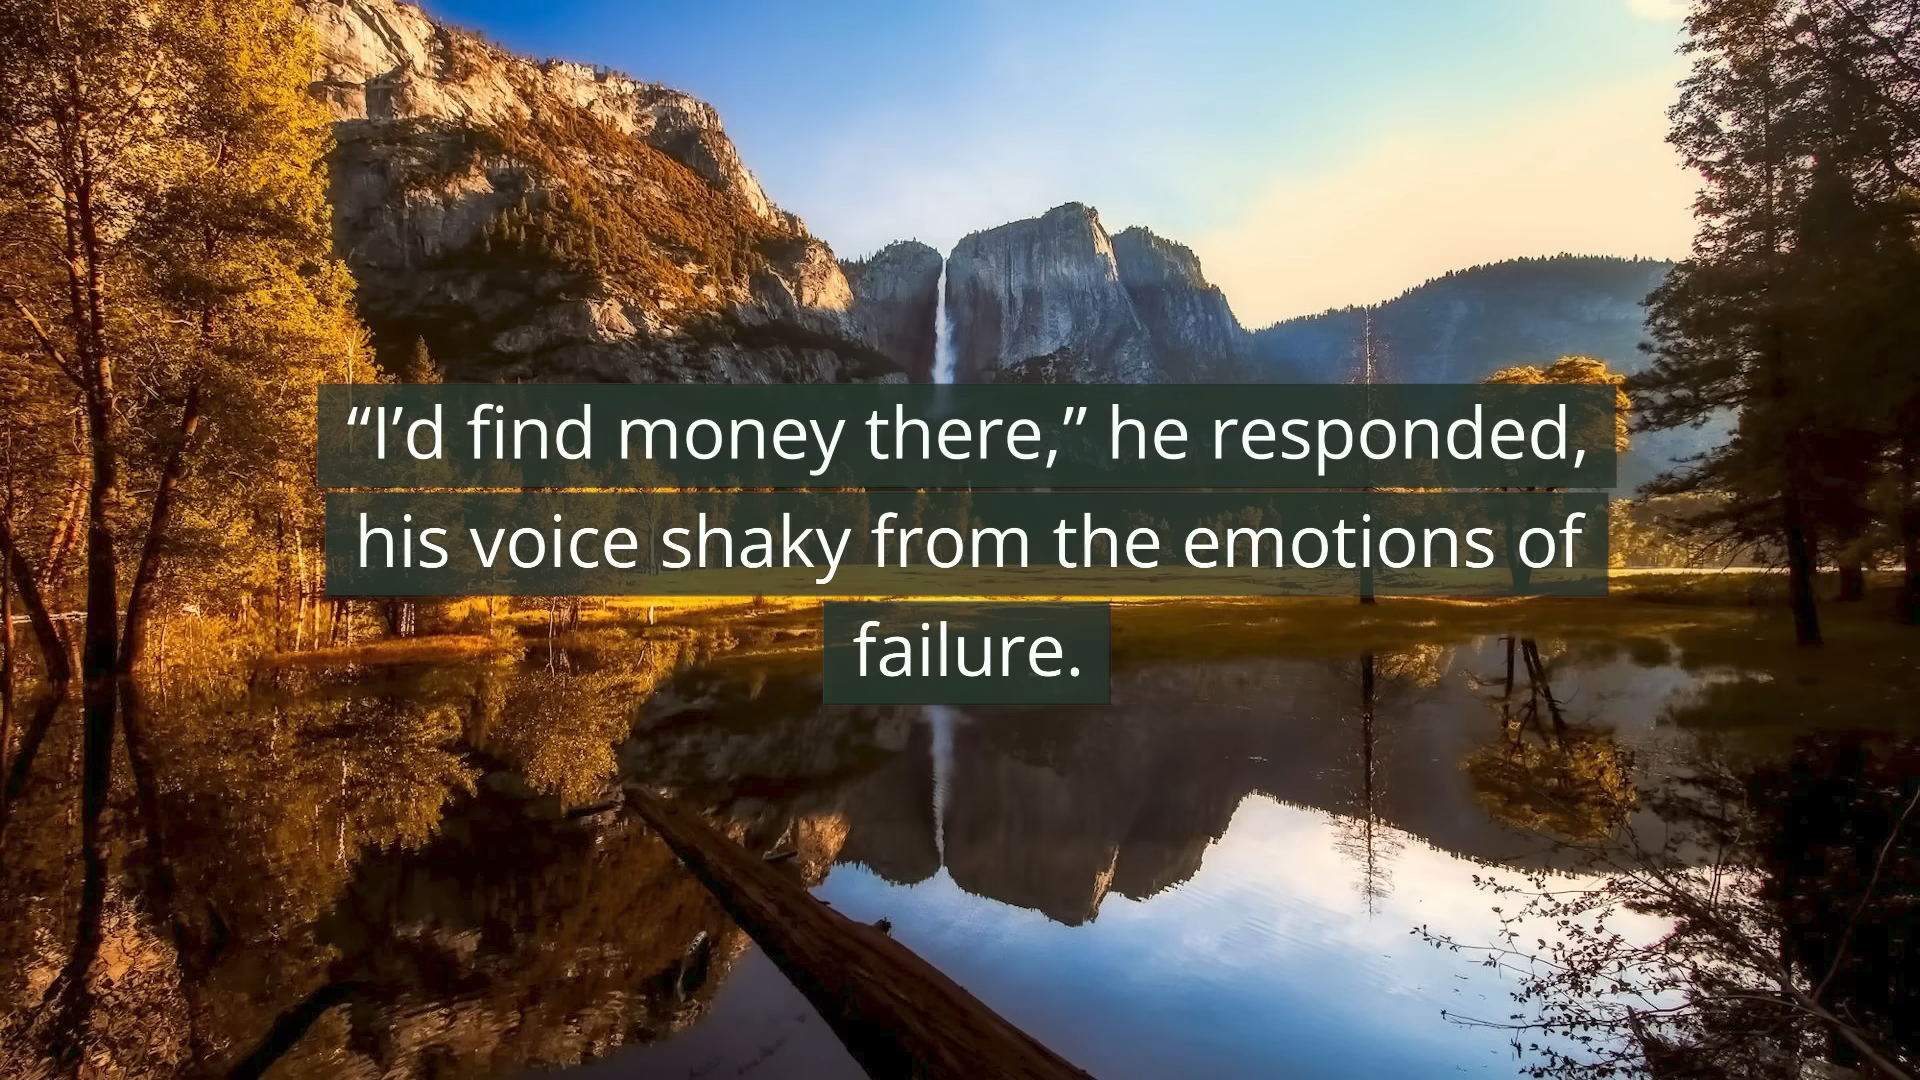 “I’d find money there,” he responded,
his voice shaky from the emotions of
failure.